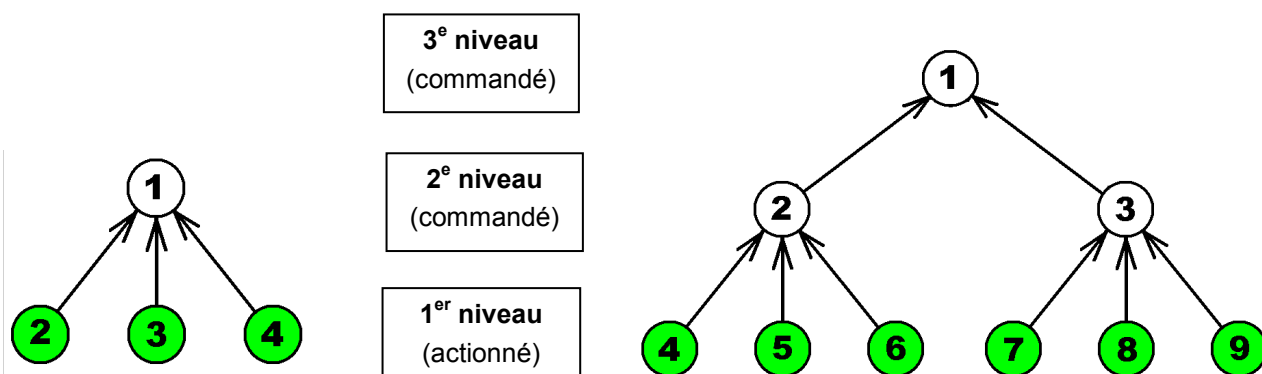 3e niveau
(commandé)
1
1
2e niveau
(commandé)
2
3
1er niveau
(actionné)
2
3
4
4
5
6
7
8
9